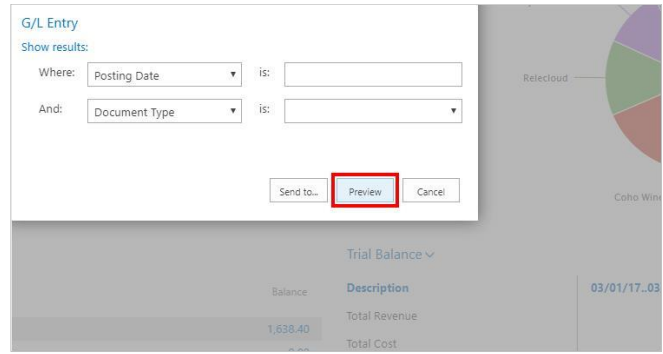 G/L Entry
Show results:
Where: Posting Date is:
And: Document Type is:
Send to... Preview Cancel
Relecloud
Coho Wine
Trial Balance
Balance Description 03/01/17..03
Total Revenue
1,638.40
Total Cost